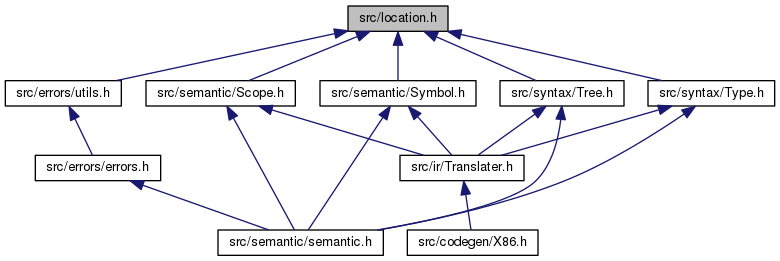 src/location.h
src/errors/utils.h
src/semantic/Scope.h
src/semantic/Symbol.h
src/syntax/Tree.h
src/syntax/Type.h
src/errors/errors.h
src/ir/Translater.h
src/semantic/semantic.h
src/codegen/X86.h